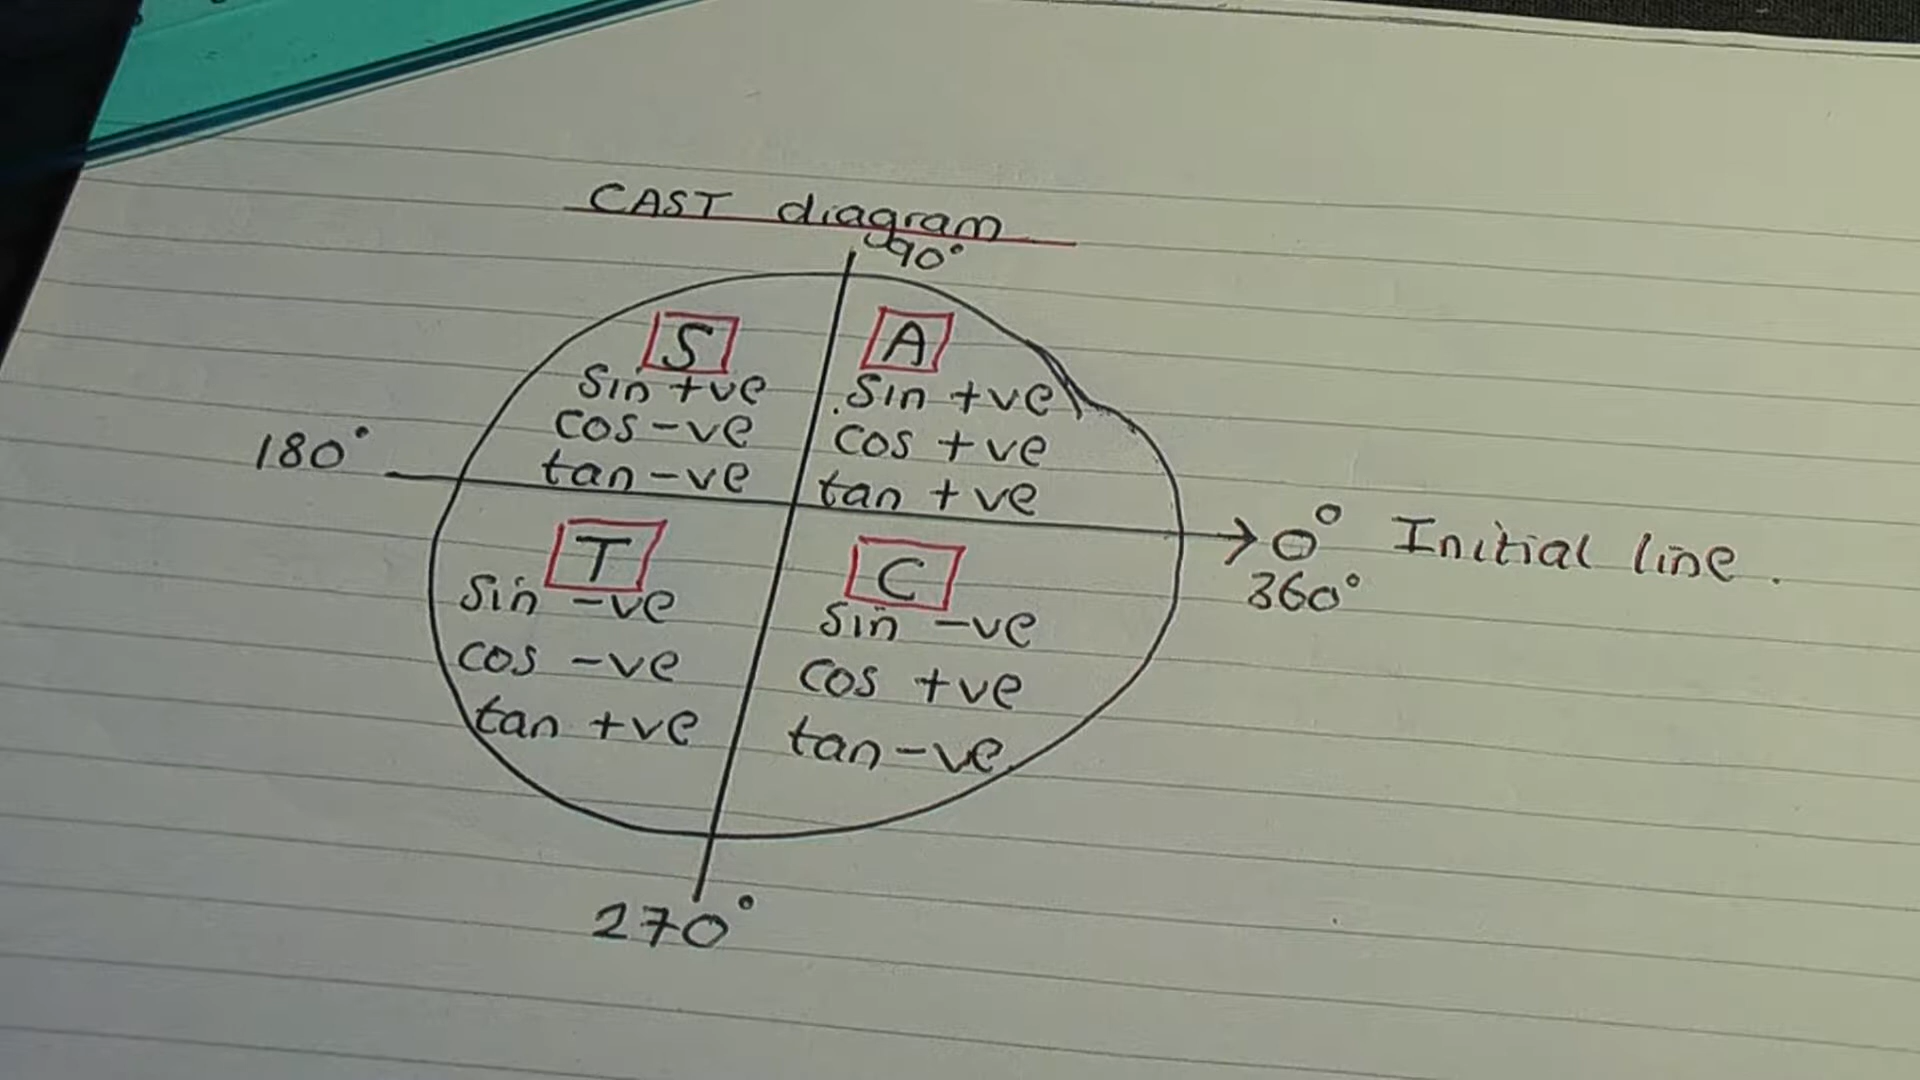 CAST diagram
90°
S
sin +ve
cos -ve
tan -ve
A
sin +ve
cos +ve
tan +ve
180°
0° Initial line.
360°
T
sin -ve
cos -ve
tan +ve
C
sin -ve
cos +ve
tan -ve
270°